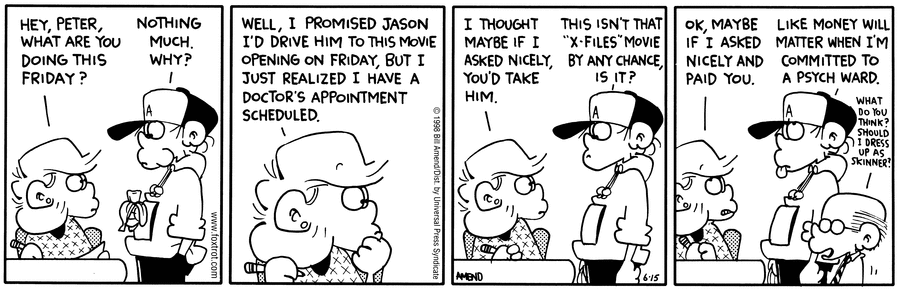 HEY, PETER,
WHAT ARE YOU
DOING THIS
FRIDAY?
NOTHING
MUCH.
WHY?
A
www.foxtrot.com
WELL, I PROMISED JASON
I'D DRIVE HIM TO THIS MOVIE
OPENING ON FRIDAY, BUT I
JUST REALIZED I HAVE A
DOCTOR'S APPOINTMENT
SCHEDULED.
© 1998 Bill Amend/Dist. by Universal Press Syndicate
I THOUGHT
MAYBE IF I
ASKED NICELY,
YOU'D TAKE
HIM.
THIS ISN'T THAT
"X-FILES" MOVIE
BY ANY CHANCE,
IS IT?
A
AMEND
6-15
OK, MAYBE
IF I ASKED
NICELY AND
PAID YOU.
LIKE MONEY WILL
MATTER WHEN I'M
COMMITTED TO
A PSYCH WARD.
A
WHAT
DO YOU
THINK?
SHOULD
I DRESS
UP AS
SKINNER?